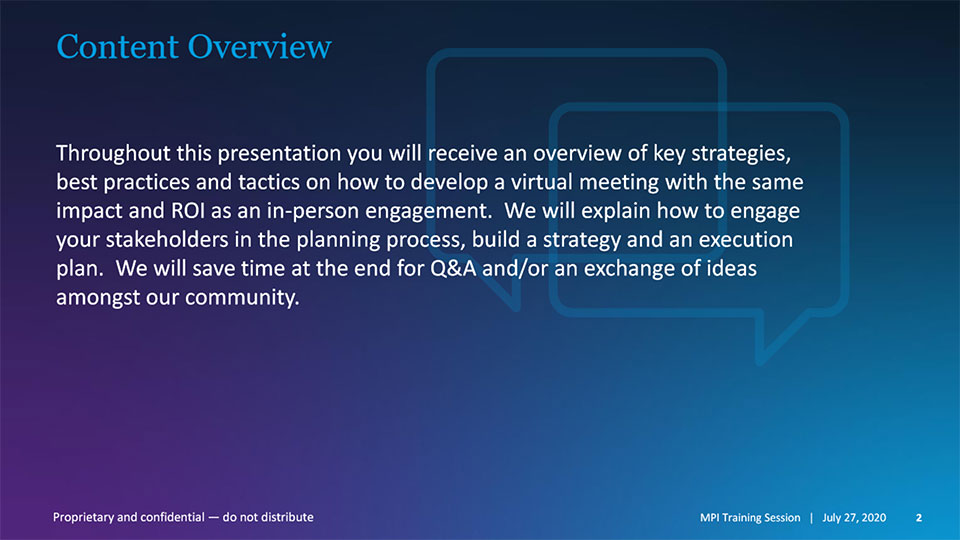 Content Overview
Throughout this presentation you will receive an overview of key strategies,
best practices and tactics on how to develop a virtual meeting with the same
impact and ROI as an in-person engagement.  We will explain how to engage
your stakeholders in the planning process, build a strategy and an execution
plan.  We will save time at the end for Q&A and/or an exchange of ideas
amongst our community.
Proprietary and confidential — do not distribute
MPI Training Session | July 27, 2020 2